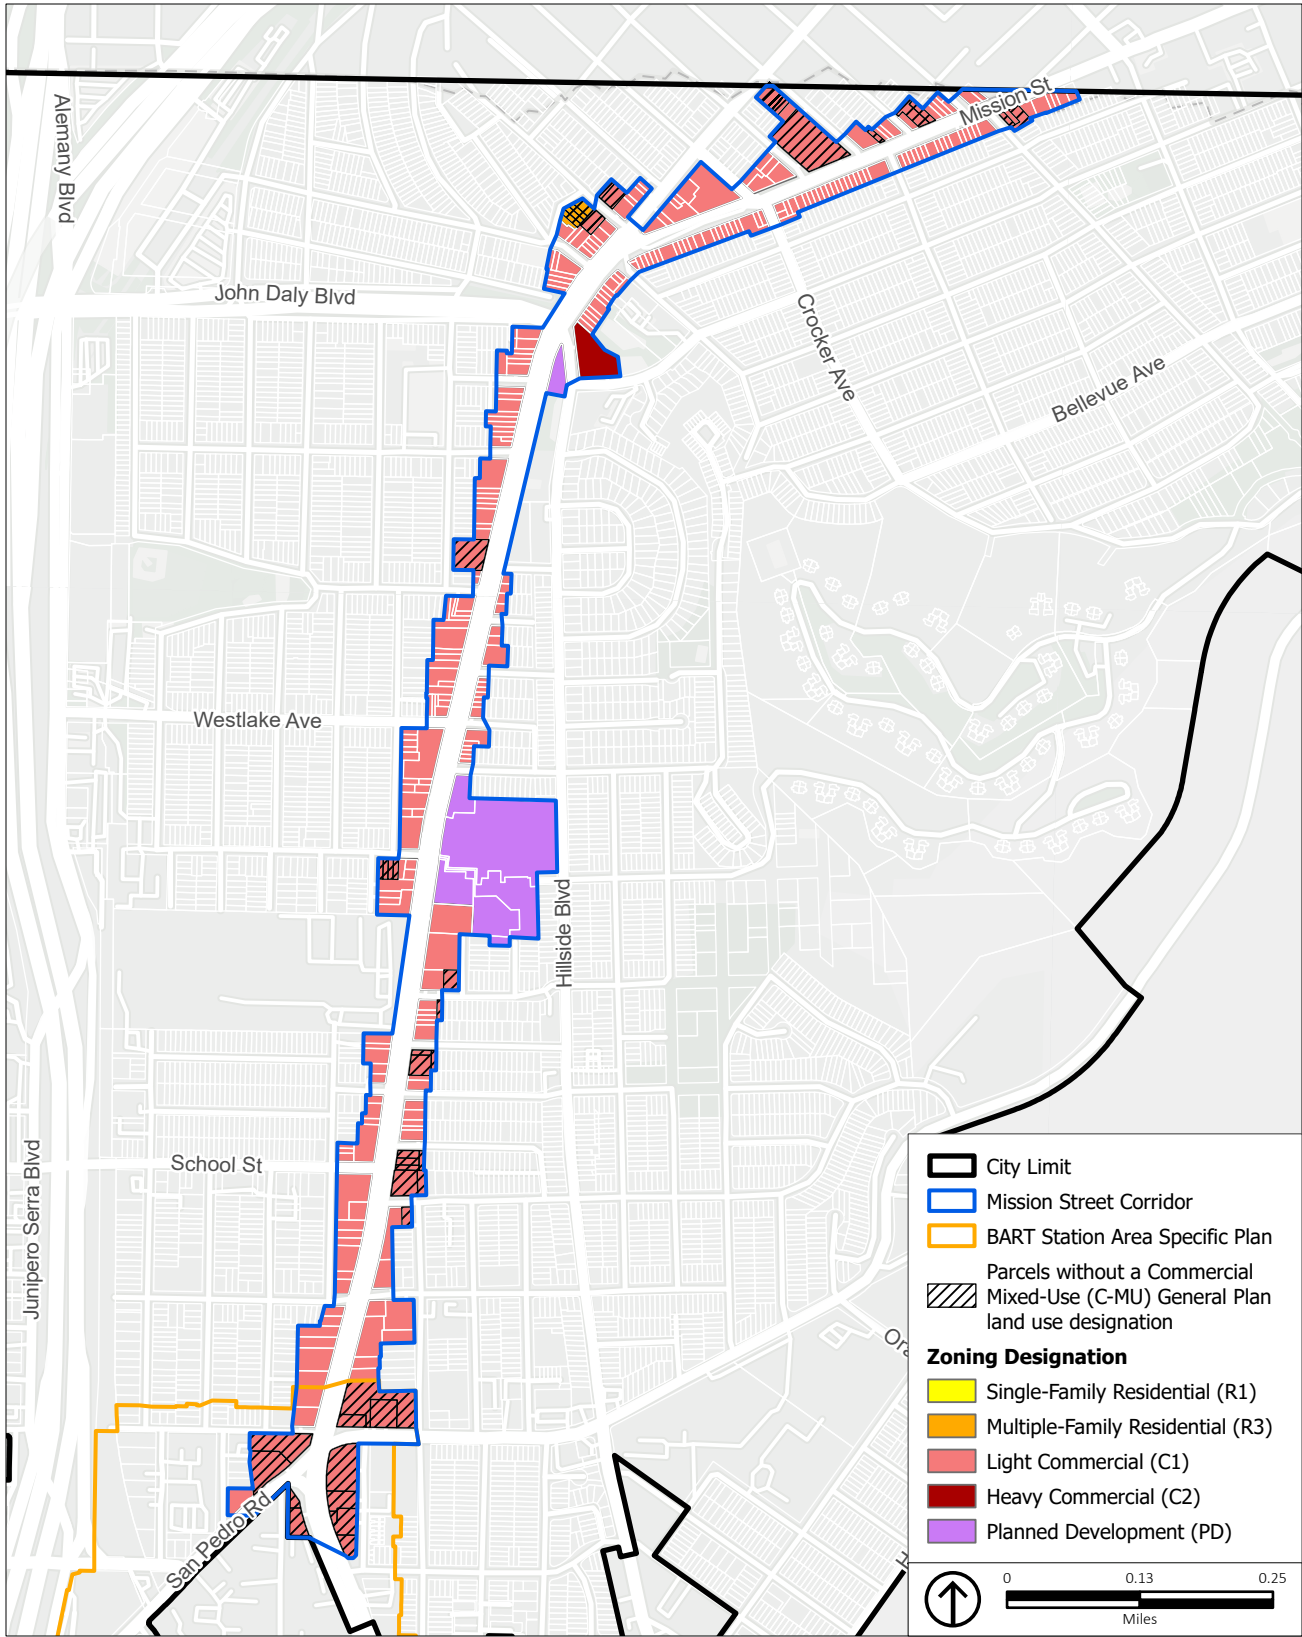 Mission St
Alemany Blvd
John Daly Blvd
Crocker Ave
Bellevue Ave
Westlake Ave
Hillside Blvd
School St
Junipero Serra Blvd
San Pedro Rd
City Limit
Mission Street Corridor
BART Station Area Specific Plan
Parcels without a Commercial
Mixed-Use (C-MU) General Plan
land use designation
Zoning Designation
Single-Family Residential (R1)
Multiple-Family Residential (R3)
Light Commercial (C1)
Heavy Commercial (C2)
Planned Development (PD)
0 0.13 0.25
Miles